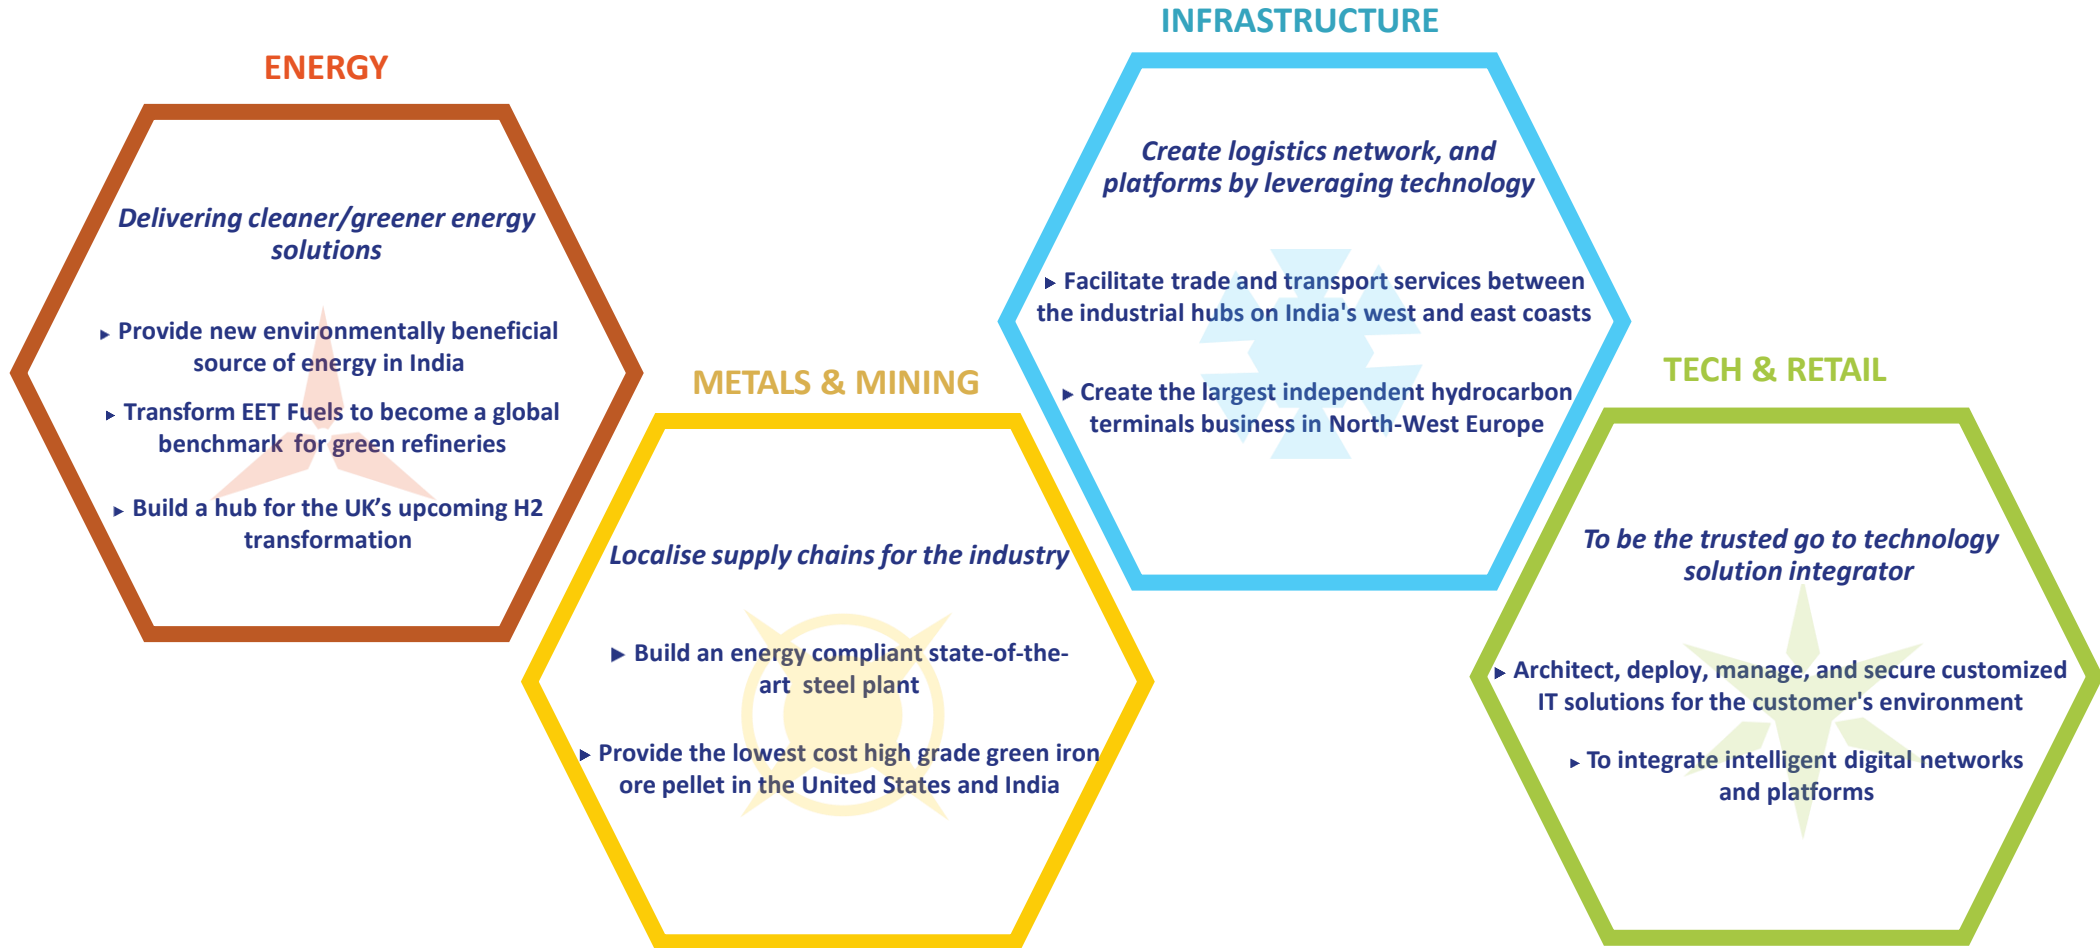 ENERGY
Delivering cleaner/greener energy
solutions
► Provide new environmentally beneficial
source of energy in India
► Transform EET Fuels to become a global
benchmark for green refineries
► Build a hub for the UK’s upcoming H2
transformation
METALS & MINING
Localise supply chains for the industry
► Build an energy compliant state-of-the-
art steel plant
► Provide the lowest cost high grade green iron
ore pellet in the United States and India
INFRASTRUCTURE
Create logistics network, and
platforms by leveraging technology
► Facilitate trade and transport services between
the industrial hubs on India's west and east coasts
► Create the largest independent hydrocarbon
terminals business in North-West Europe
TECH & RETAIL
To be the trusted go to technology
solution integrator
► Architect, deploy, manage, and secure customized
IT solutions for the customer's environment
► To integrate intelligent digital networks
and platforms